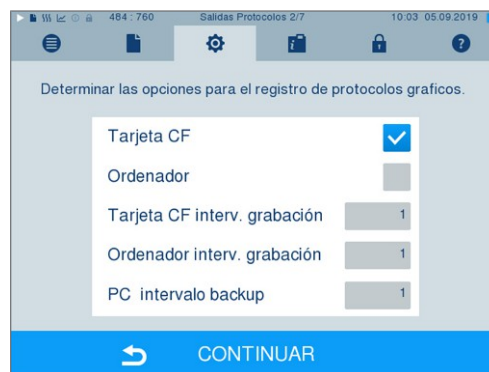 484 : 760 Salidas Protocolos 2/7 10:03 05.09.2019
Determinar las opciones para el registro de protocolos graficos.
Tarjeta CF
Ordenador
Tarjeta CF interv. grabación 1
Ordenador interv. grabación 1
PC intervalo backup 1
CONTINUAR